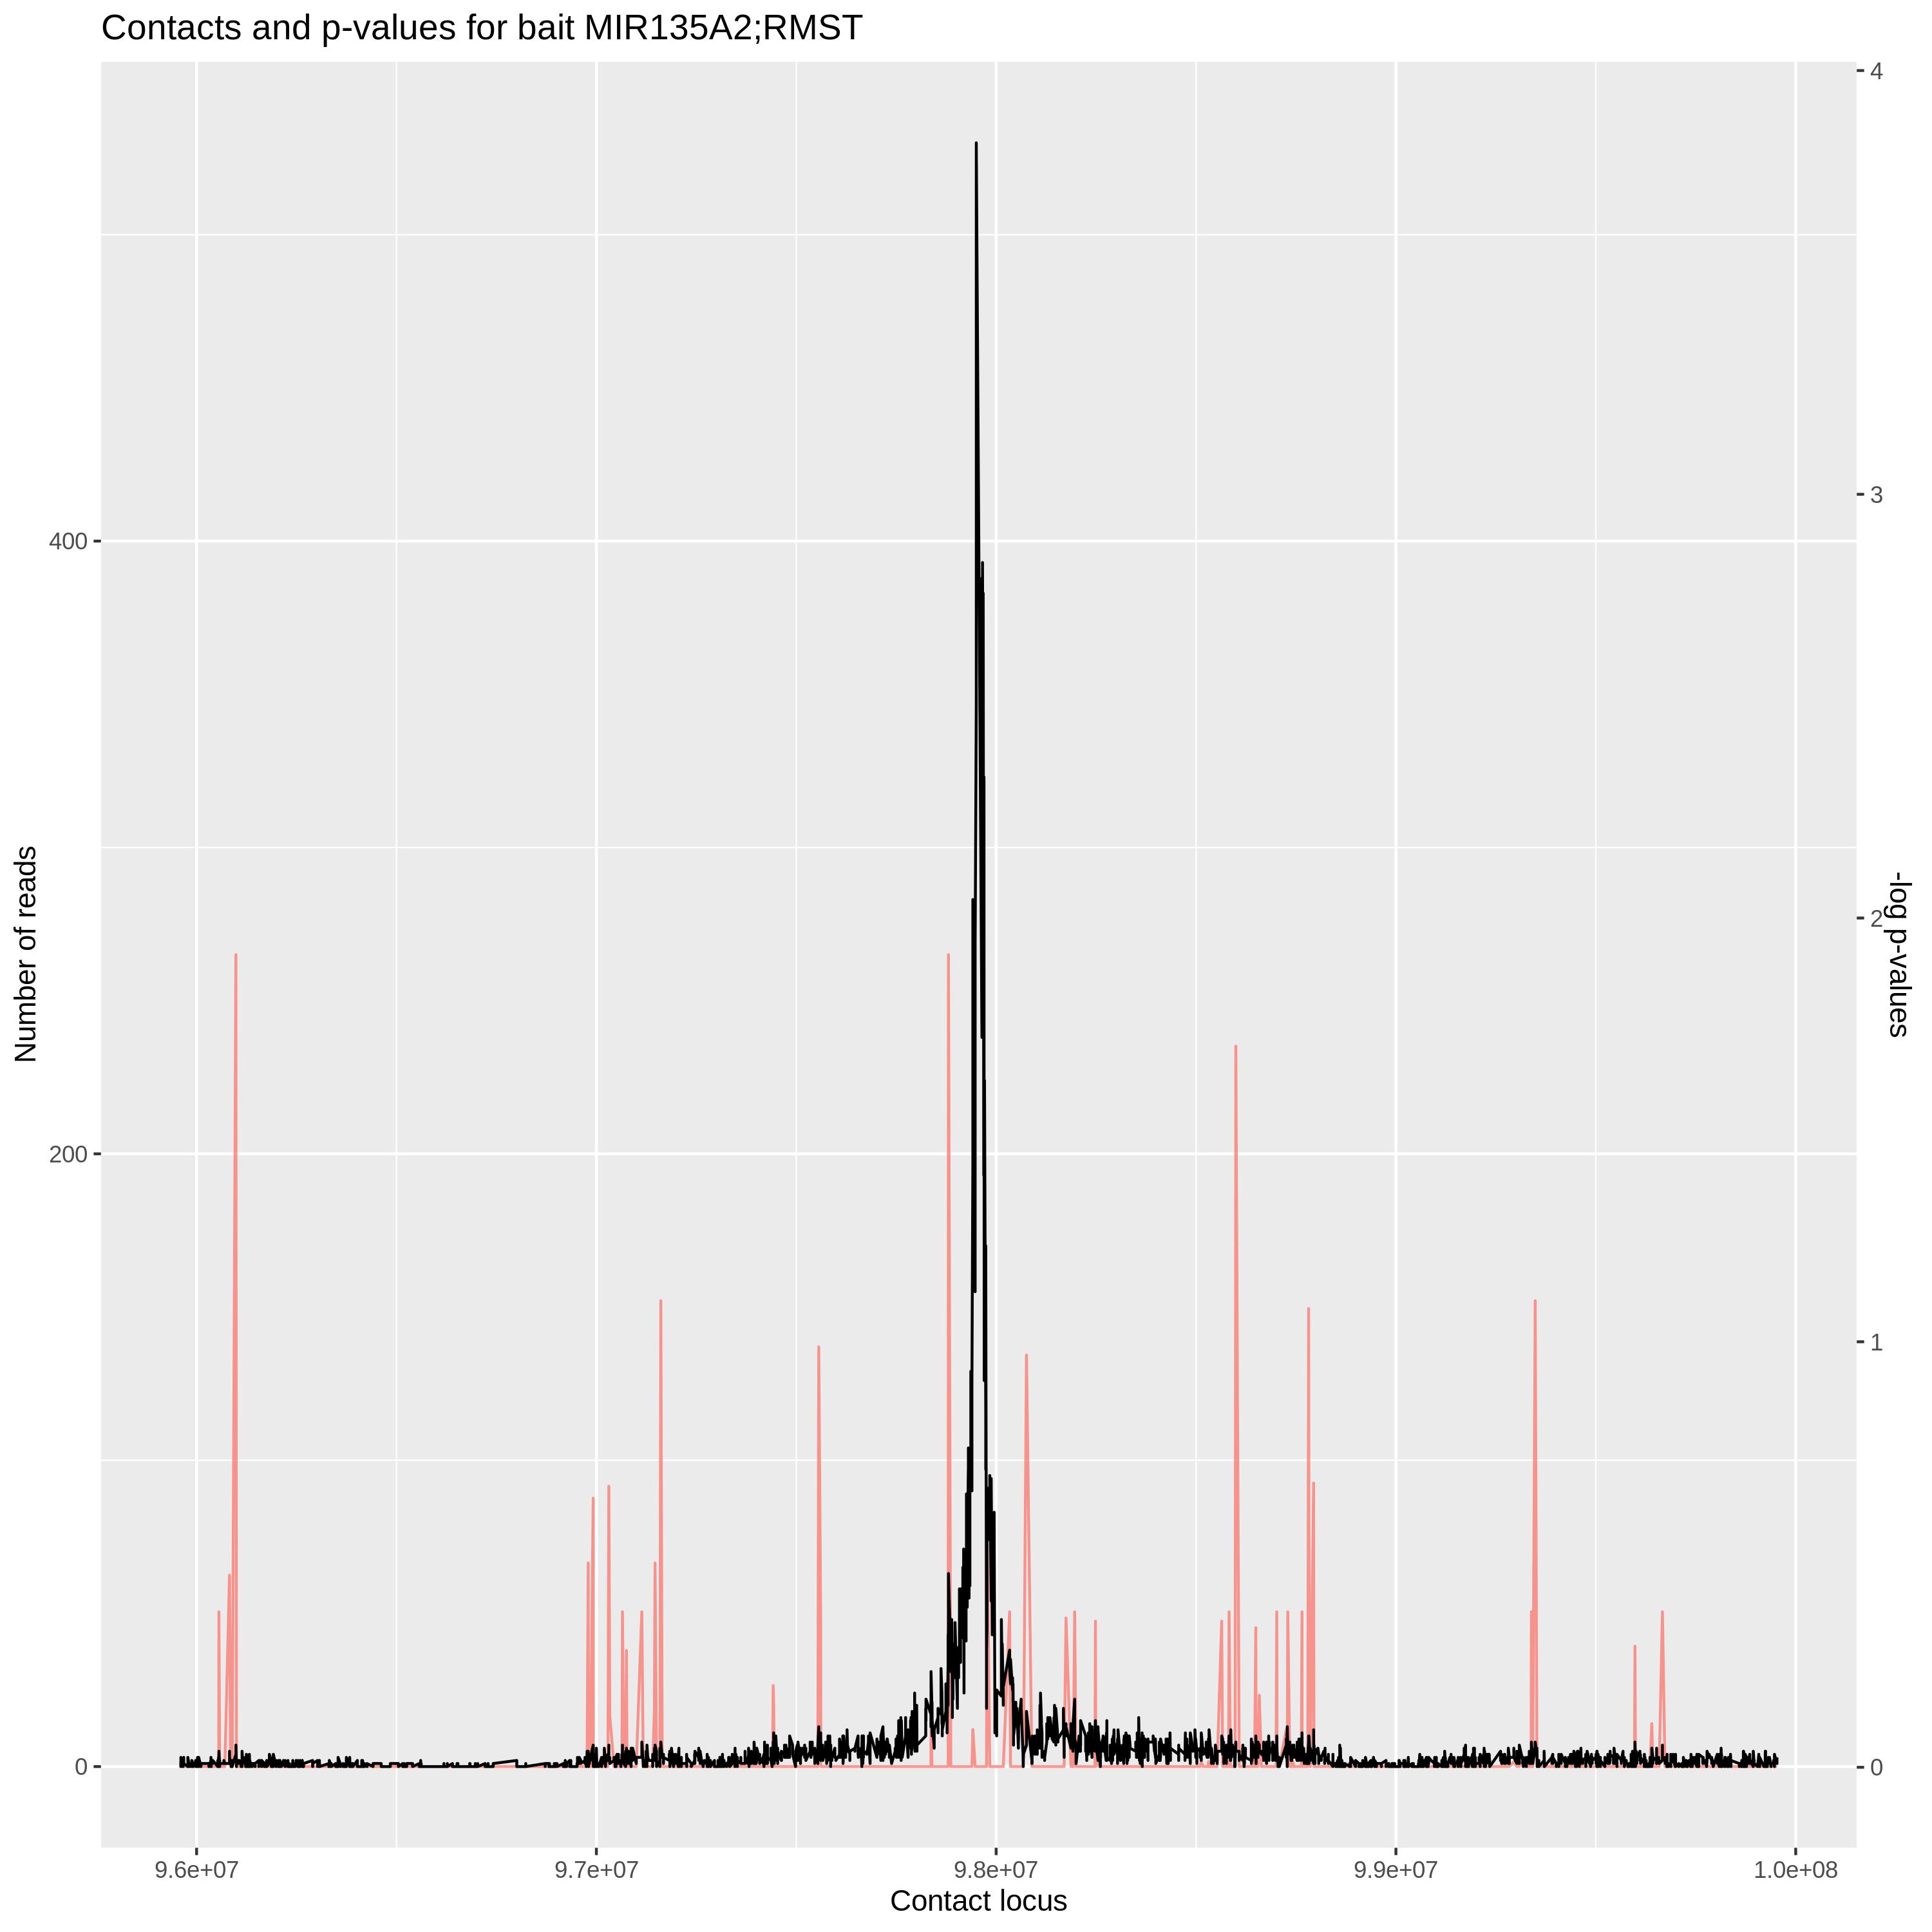 Contacts and p-values for bait MIR135A2;RMST
Number of reads
400
200
0
4
3
2
1
0
-log p-values
9.6e+07 9.7e+07 9.8e+07 9.9e+07 1.0e+08
Contact locus